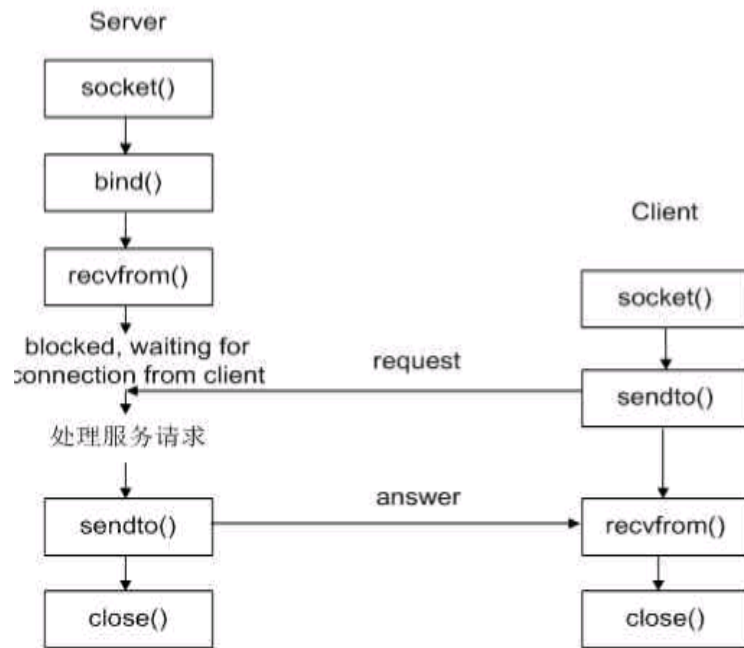 Server
socket()
bind()
recvfrom()
blocked, waiting for
connection from client
处理服务请求
sendto()
close()
request
answer
Client
socket()
sendto()
recvfrom()
close()